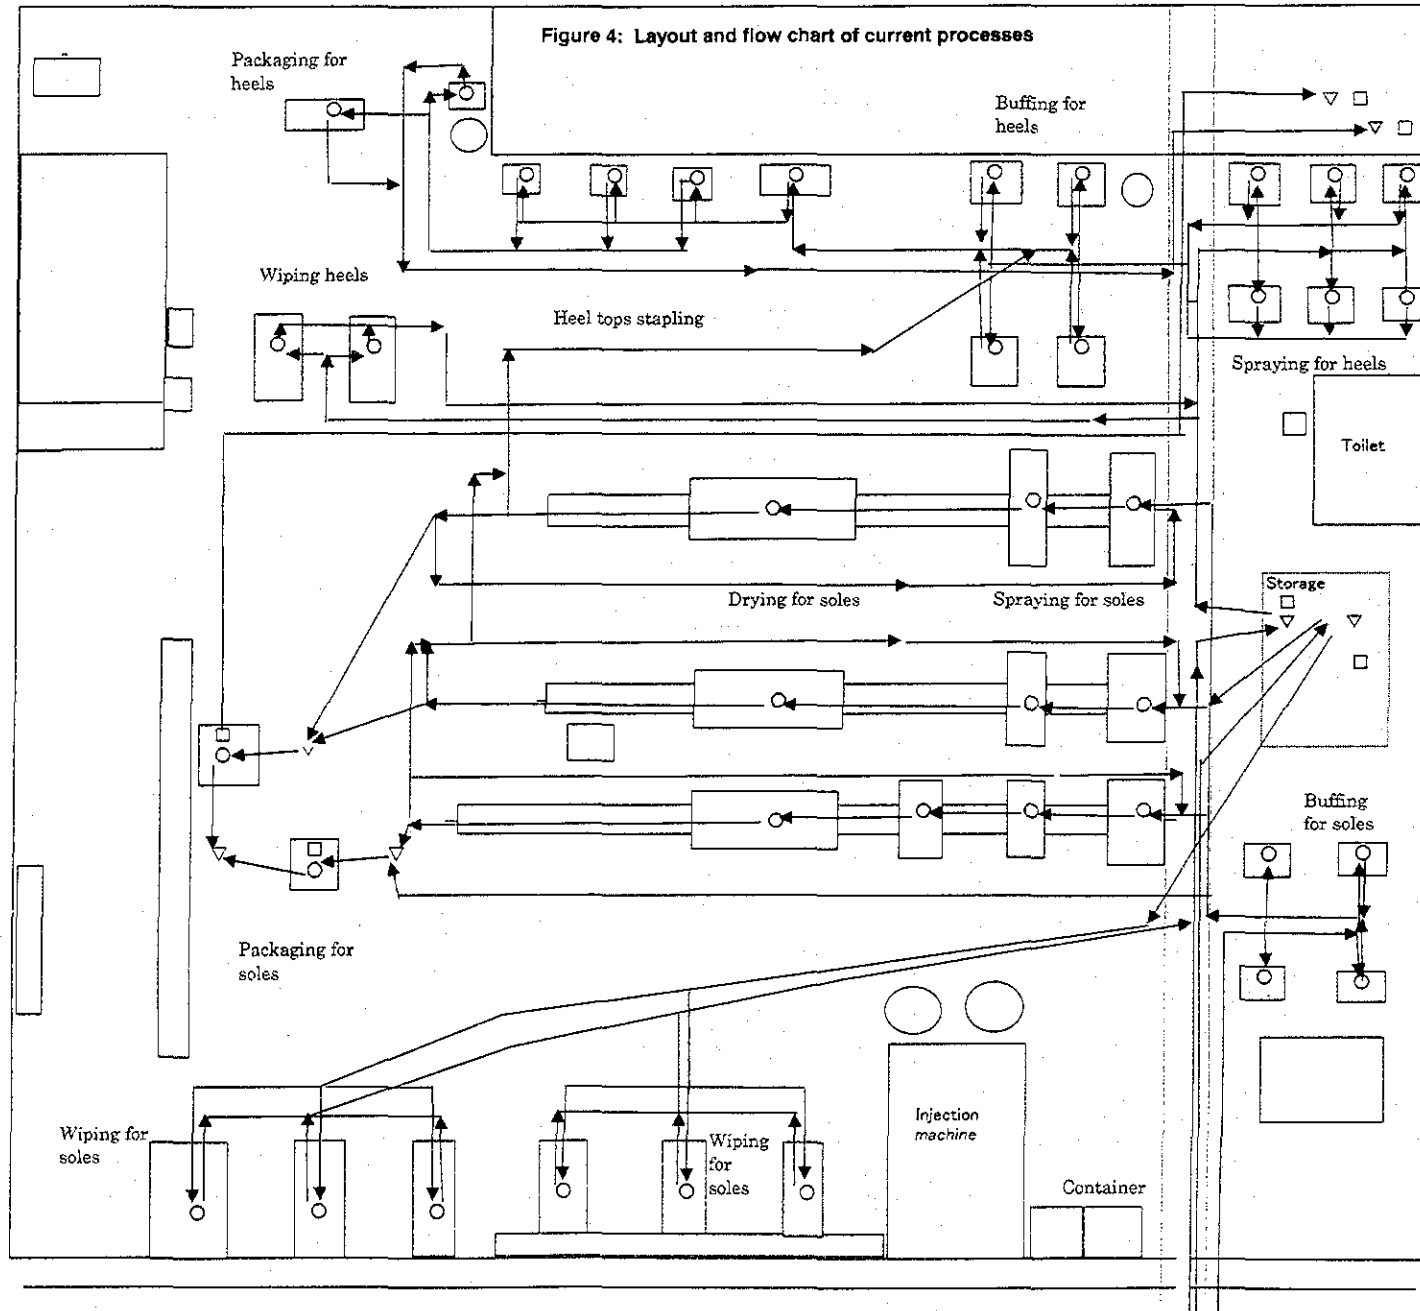 Figure 4: Layout and flow chart of current processes
Packaging for
heels
Buffing for
heels
Wiping heels
Heel tops stapling
Spraying for heels
Toilet
Storage
Drying for soles
Spraying for soles
Buffing
for soles
Packaging for
soles
Injection
machine
Wiping for
soles
Wiping
for
soles
Container